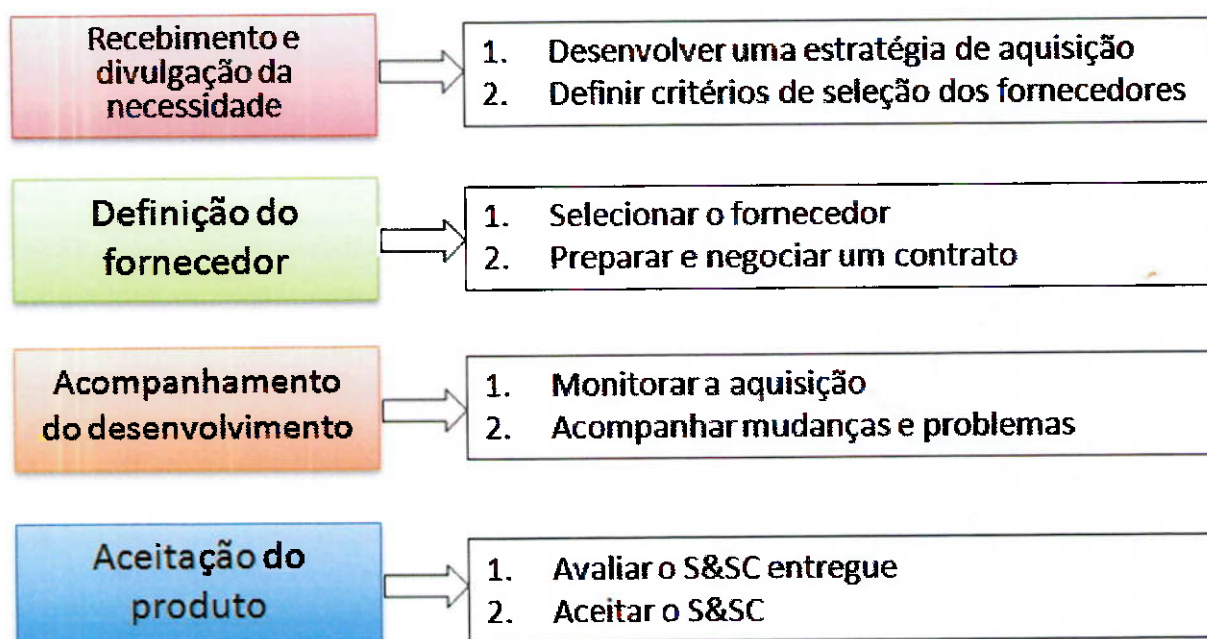 Recebimento e
divulgação da
necessidade
1. Desenvolver uma estratégia de aquisição
2. Definir critérios de seleção dos fornecedores
Definição do
fornecedor
1. Selecionar o fornecedor
2. Preparar e negociar um contrato
Acompanhamento
do desenvolvimento
1. Monitorar a aquisição
2. Acompanhar mudanças e problemas
Aceitação do
produto
1. Avaliar o S&SC entregue
2. Aceitar o S&SC